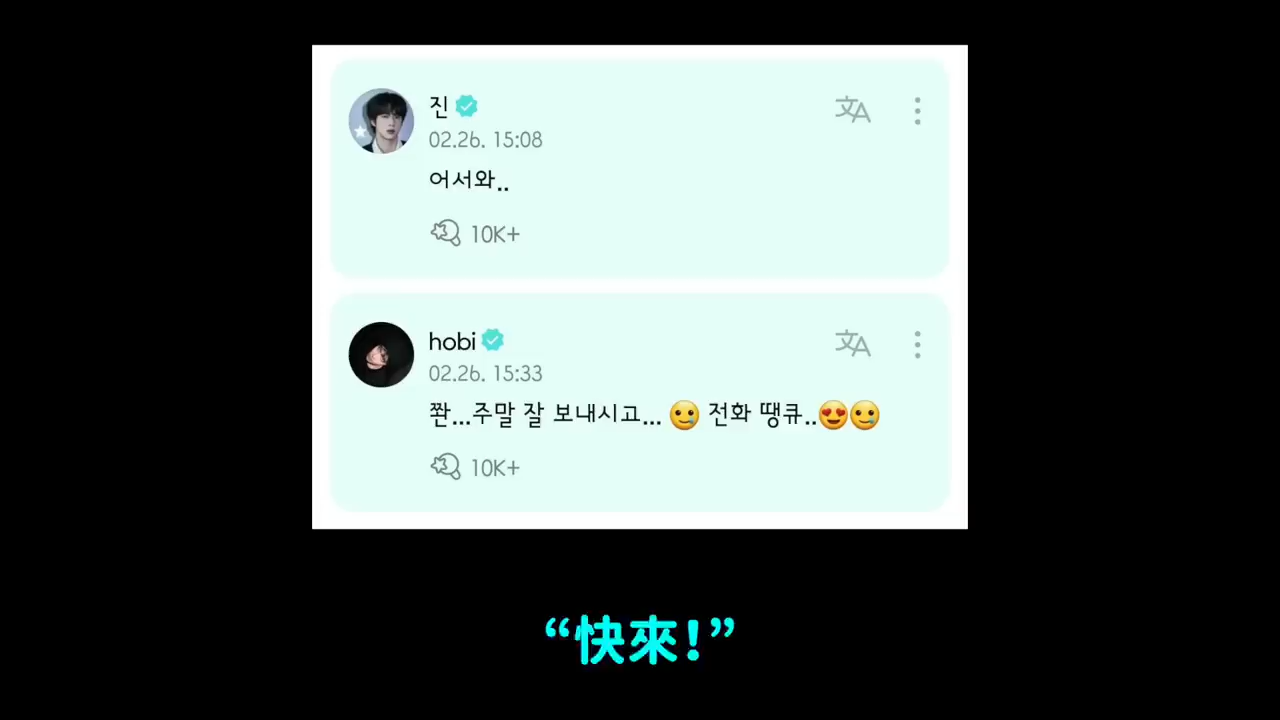 진
02.26. 15:08
어서와..
10K+
hobi
02.26. 15:33
쫜...주말 잘 보내시고... 🥲 전화 땡큐..😍🥲
10K+
“快來!”